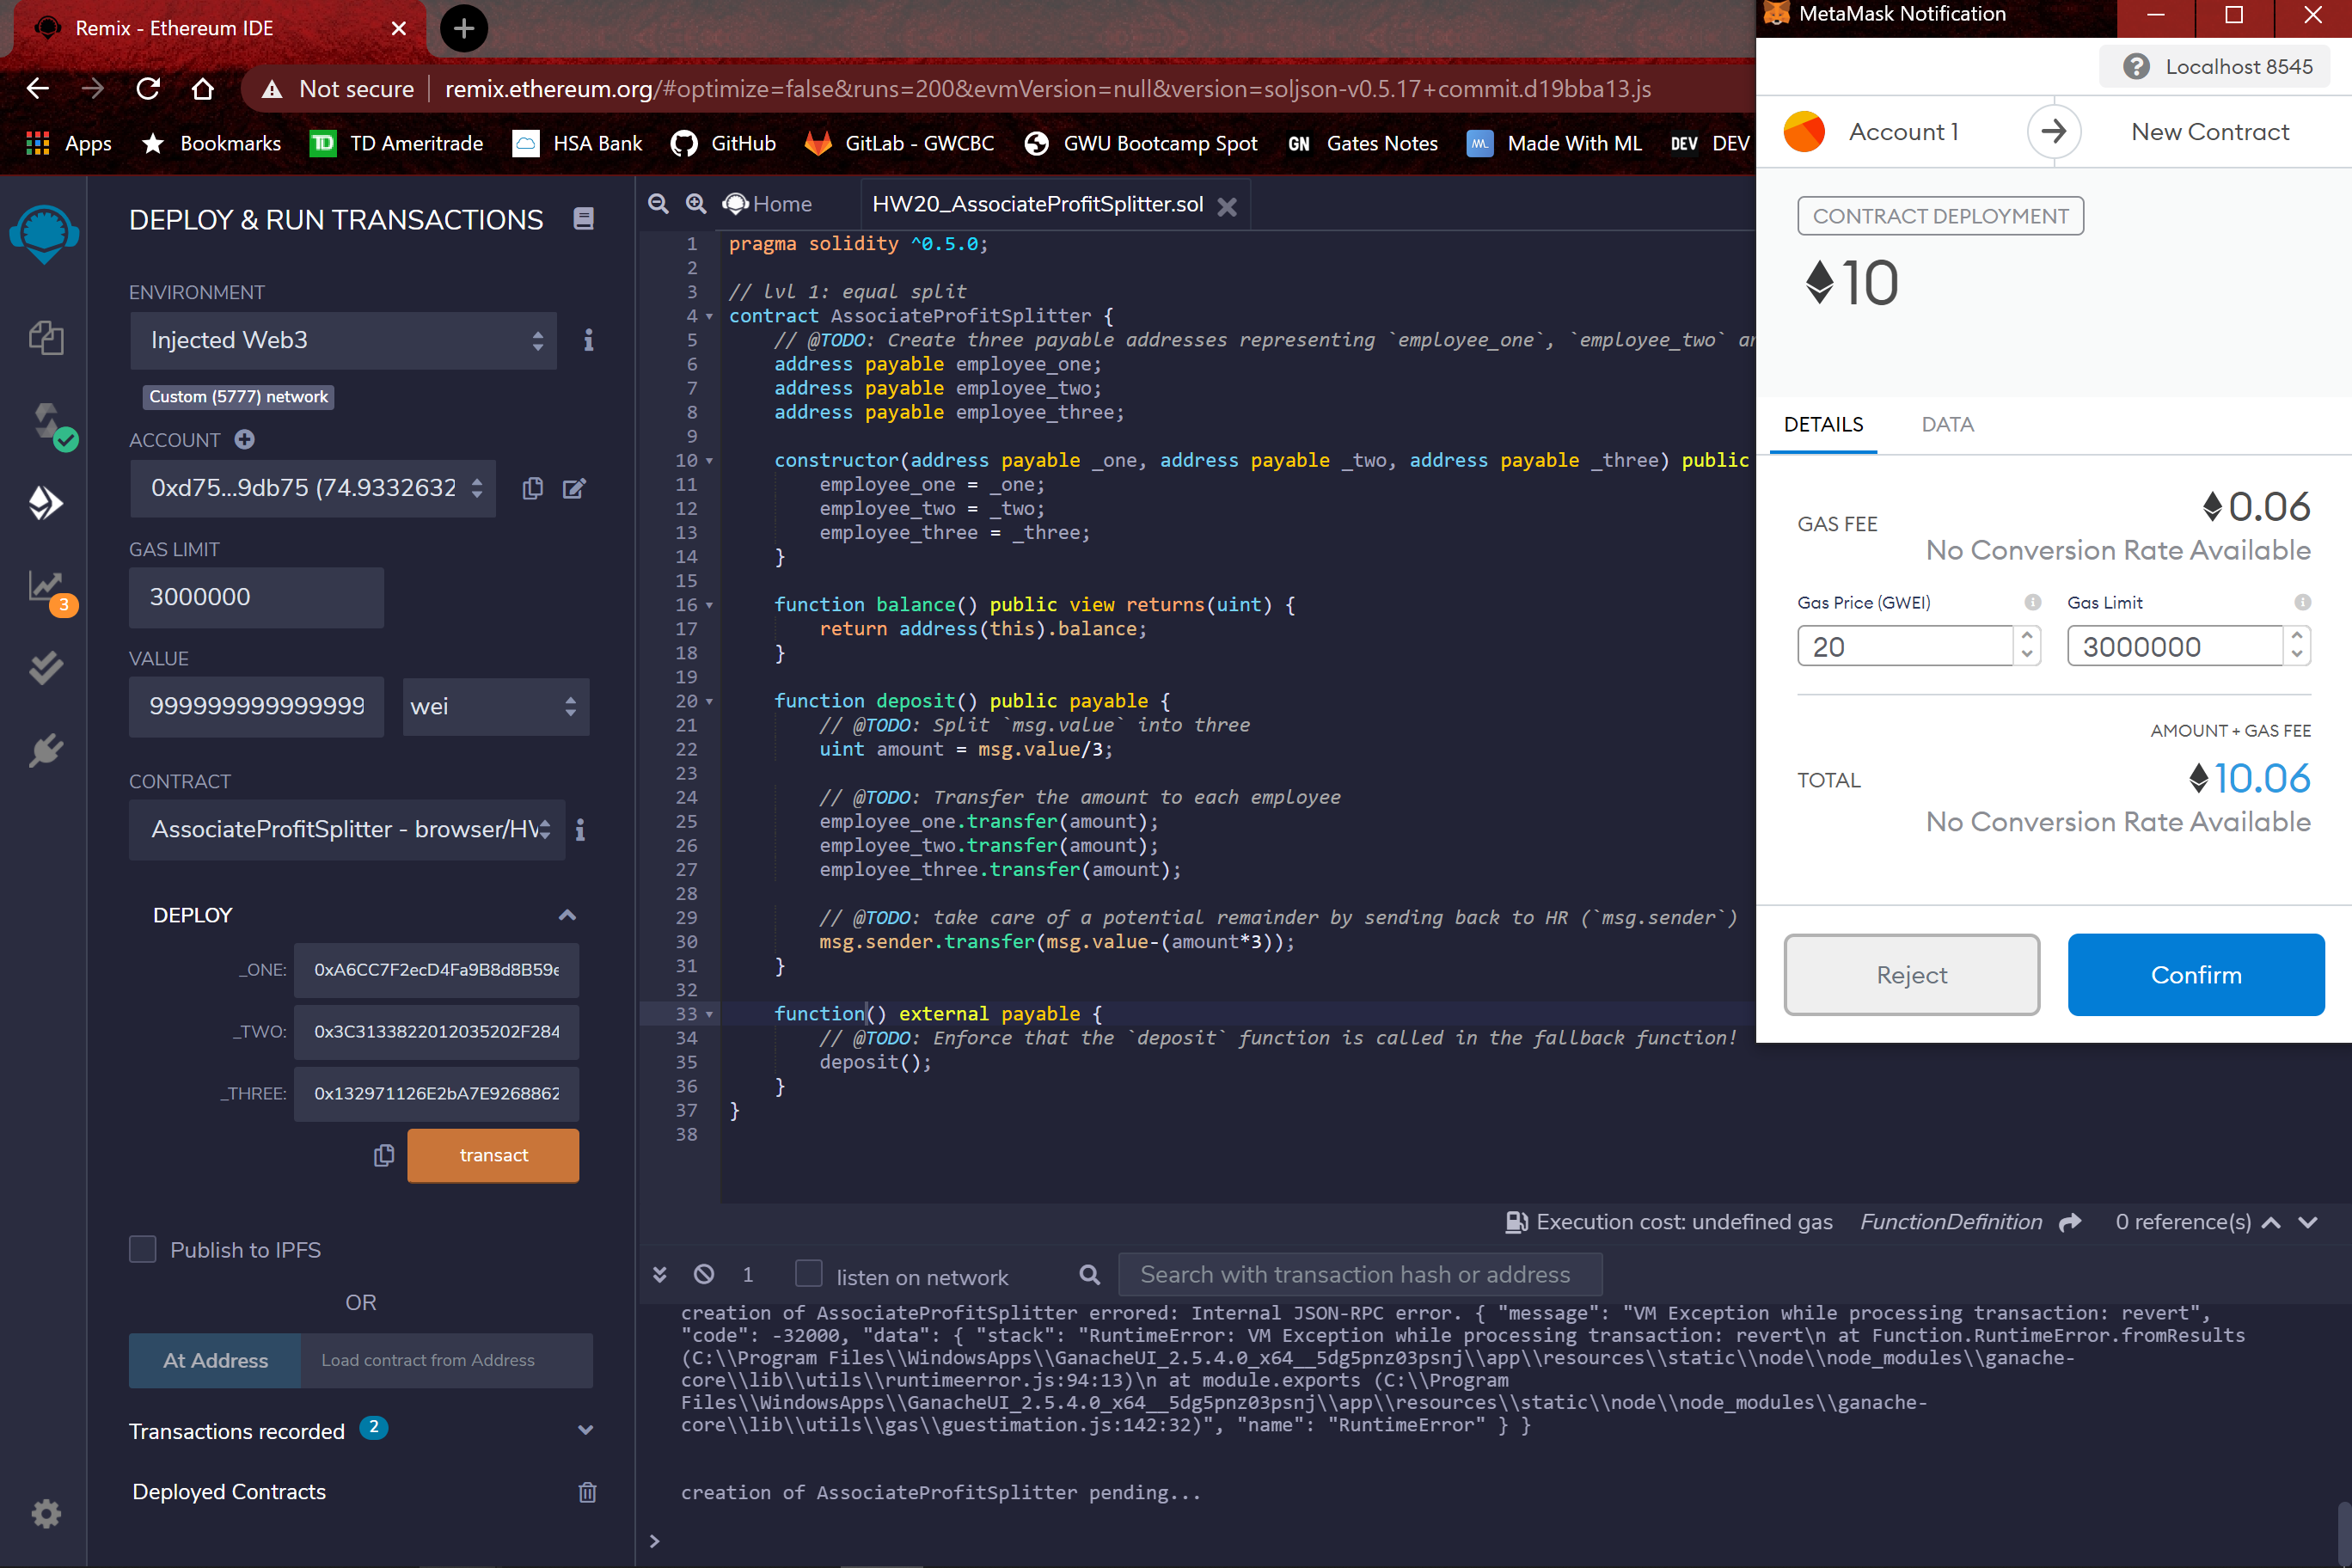 Remix - Ethereum IDE
Not secure
remix.ethereum.org/#optimize=false&runs=200&evmVersion=null&version=soljson-v0.5.17+commit.d19bba13.js
Apps
Bookmarks
TD Ameritrade
HSA Bank
GitHub
GitLab - GWCBC
GWU Bootcamp Spot
GN Gates Notes
Made With ML
DEV DEV
DEPLOY & RUN TRANSACTIONS
ENVIRONMENT
Injected Web3
Custom (5777) network
ACCOUNT
0xd75...9db75 (74.9332632
GAS LIMIT
3000000
VALUE
9999999999999999
wei
CONTRACT
AssociateProfitSplitter - browser/HW
DEPLOY
_ONE: 0xA6CC7F2ecD4Fa9B8d8B59e
_TWO: 0x3C3133822012035202F284
_THREE: 0x132971126E2bA7E9268862
transact
Publish to IPFS
OR
At Address
Load contract from Address
Transactions recorded 2
Deployed Contracts
3
Home
HW20_AssociateProfitSplitter.sol
1 pragma solidity ^0.5.0;
2
3 // lvl 1: equal split
4 contract AssociateProfitSplitter {
5 // @TODO: Create three payable addresses representing `employee_one`, `employee_two` an
6 address payable employee_one;
7 address payable employee_two;
8 address payable employee_three;
9
10 constructor(address payable _one, address payable _two, address payable _three) public
11 employee_one = _one;
12 employee_two = _two;
13 employee_three = _three;
14 }
15
16 function balance() public view returns(uint) {
17 return address(this).balance;
18 }
19
20 function deposit() public payable {
21 // @TODO: Split `msg.value` into three
22 uint amount = msg.value/3;
23
24 // @TODO: Transfer the amount to each employee
25 employee_one.transfer(amount);
26 employee_two.transfer(amount);
27 employee_three.transfer(amount);
28
29 // @TODO: take care of a potential remainder by sending back to HR (`msg.sender`)
30 msg.sender.transfer(msg.value-(amount*3));
31 }
32
33 function() external payable {
34 // @TODO: Enforce that the `deposit` function is called in the fallback function!
35 deposit();
36 }
37 }
38
Execution cost: undefined gas
FunctionDefinition
0 reference(s)
1
listen on network
Search with transaction hash or address
creation of AssociateProfitSplitter errored: Internal JSON-RPC error. { "message": "VM Exception while processing transaction: revert",
"code": -32000, "data": { "stack": "RuntimeError: VM Exception while processing transaction: revert\n at Function.RuntimeError.fromResults
(C:\\Program Files\\WindowsApps\\GanacheUI_2.5.4.0_x64__5dg5pnz03psnj\\app\\resources\\static\\node\\node_modules\\ganache-
core\\lib\\utils\\runtimeerror.js:94:13)\n at module.exports (C:\\Program
Files\\WindowsApps\\GanacheUI_2.5.4.0_x64__5dg5pnz03psnj\\app\\resources\\static\\node\\node_modules\\ganache-
core\\lib\\utils\\gas\\guestimation.js:142:32)", "name": "RuntimeError" } }
creation of AssociateProfitSplitter pending...
>
MetaMask Notification
Localhost 8545
Account 1
New Contract
CONTRACT DEPLOYMENT
10
DETAILS
DATA
GAS FEE
0.06
No Conversion Rate Available
Gas Price (GWEI)
Gas Limit
20
3000000
AMOUNT + GAS FEE
TOTAL
10.06
No Conversion Rate Available
Reject
Confirm